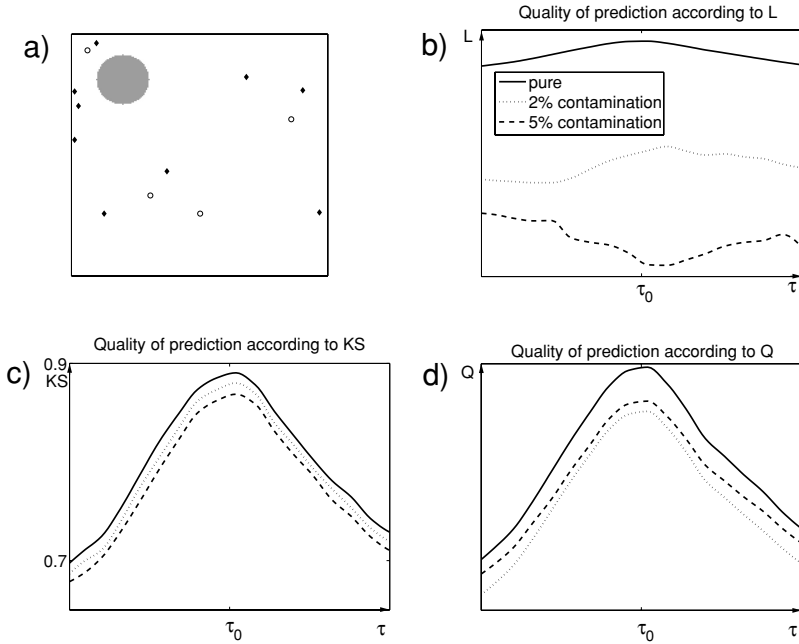 a)
b)
Quality of prediction according to L
L
pure
2% contamination
5% contamination
τ0
τ
c)
Quality of prediction according to KS
0.9
KS
0.7
τ0
τ
d)
Quality of prediction according to Q
Q
τ0
τ